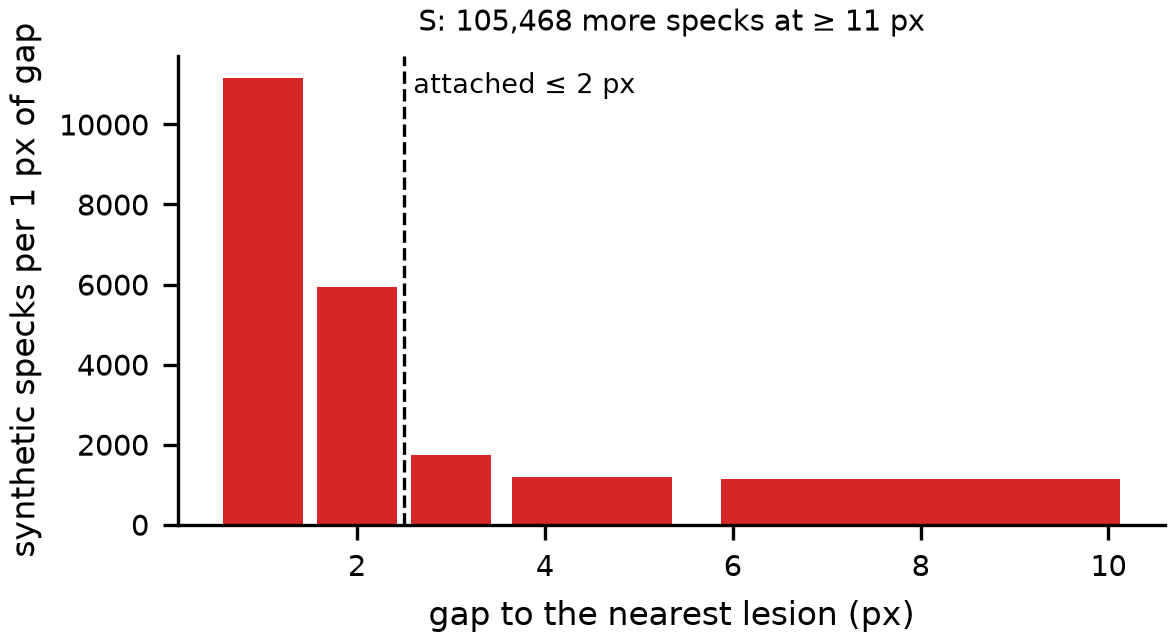 S: 105,468 more specks at ≥ 11 px
attached ≤ 2 px
synthetic specks per 1 px of gap
10000
8000
6000
4000
2000
0
2 4 6 8 10
gap to the nearest lesion (px)